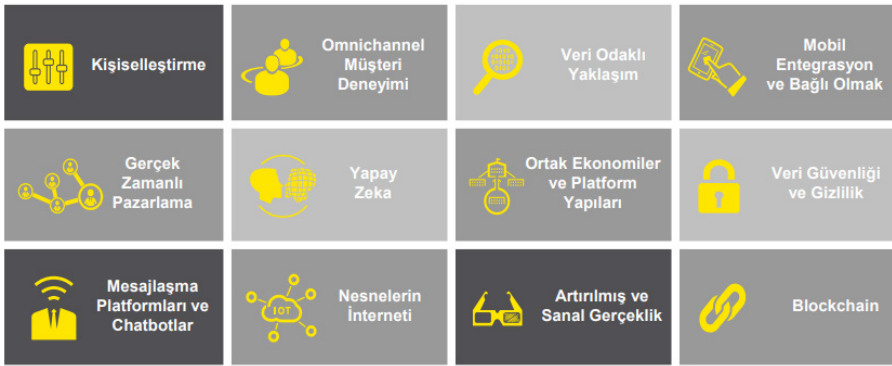 Kişiselleştirme
Omnichannel
Müşteri
Deneyimi
Veri Odaklı
Yaklaşım
Mobil
Entegrasyon
ve Bağlı Olmak
Gerçek
Zamanlı
Pazarlama
Yapay
Zeka
Ortak Ekonomiler
ve Platform
Yapıları
Veri Güvenliği
ve Gizlilik
Mesajlaşma
Platformları ve
Chatbotlar
IOT
Nesnelerin
İnterneti
Artırılmış ve
Sanal Gerçeklik
Blockchain